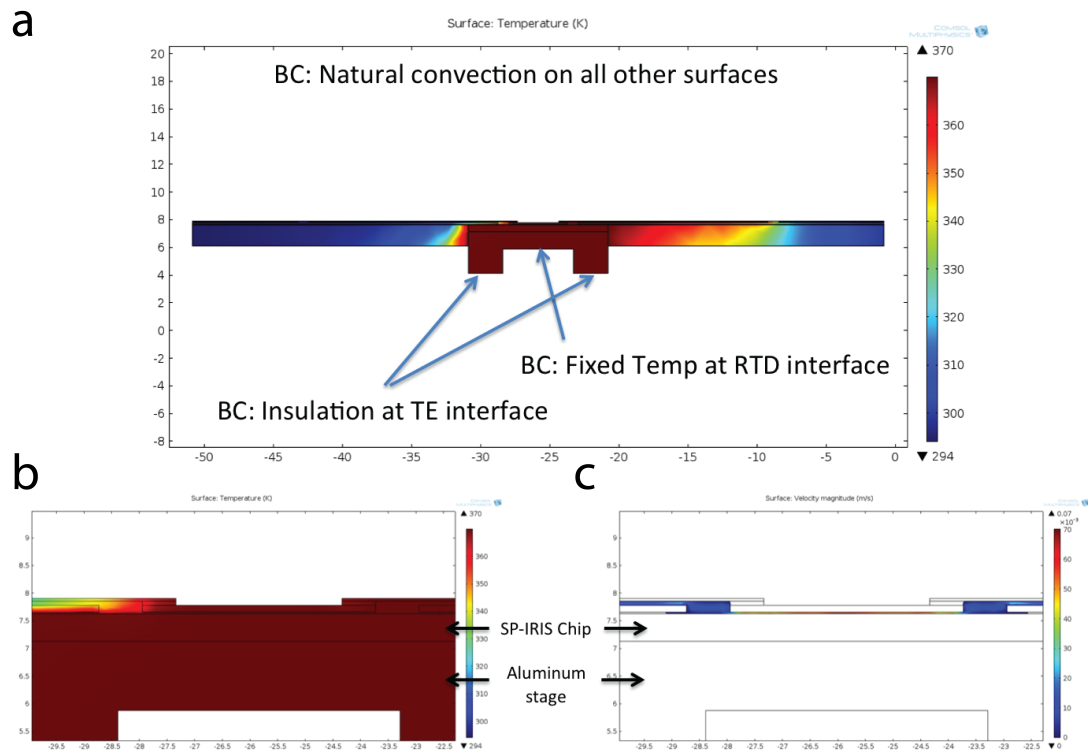 a
Surface: Temperature (K)
COMSOL
MULTIPHYSICS
▲ 370
20
18
16
14
12
10
8
6
4
2
0
-2
-4
-6
-8
BC: Natural convection on all other surfaces
BC: Fixed Temp at RTD interface
BC: Insulation at TE interface
360
350
340
330
320
310
300
▼ 294
-50 -45 -40 -35 -30 -25 -20 -15 -10 -5 0
b
Surface: Temperature (K)
COMSOL
MULTIPHYSICS
▲ 370
9
8.5
8
7.5
7
6.5
6
5.5
360
350
340
330
320
310
300
▼ 294
-29.5 -29 -28.5 -28 -27.5 -27 -26.5 -26 -25.5 -25 -24.5 -24 -23.5 -23 -22.5
SP-IRIS Chip
Aluminum
stage
c
Surface: Velocity magnitude (m/s)
COMSOL
MULTIPHYSICS
▲ 0.07
×10⁻³
9
8.5
8
7.5
7
6.5
6
5.5
70
60
50
40
30
20
10
0
▼ 0
-29.5 -29 -28.5 -28 -27.5 -27 -26.5 -26 -25.5 -25 -24.5 -24 -23.5 -23 -22.5